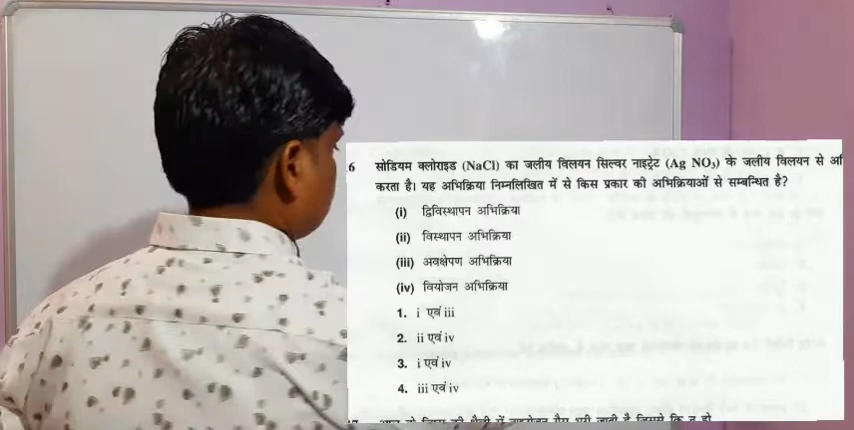 6 सोडियम क्लोराइड (NaCl) का जलीय विलयन सिल्वर नाइट्रेट (Ag NO₃) के जलीय विलयन से अ
करता है। यह अभिक्रिया निम्नलिखित में से किस प्रकार की अभिक्रियाओं से सम्बन्धित है?
(i) द्विविस्थापन अभिक्रिया
(ii) विस्थापन अभिक्रिया
(iii) अवक्षेपण अभिक्रिया
(iv) वियोजन अभिक्रिया
1. i एवं iii
2. ii एवं iv
3. i एवं iv
4. iii एवं iv